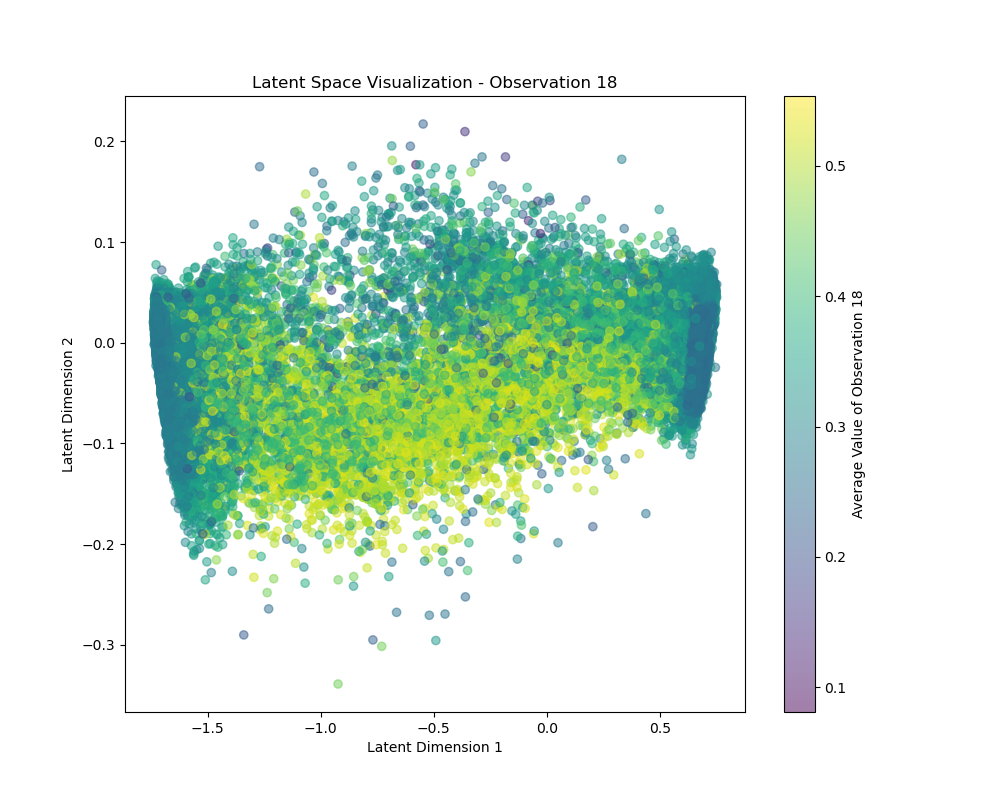 Latent Space Visualization - Observation 18
0.2
0.1
0.0
−0.1
−0.2
−0.3
Latent Dimension 2
−1.5 −1.0 −0.5 0.0 0.5
Latent Dimension 1
0.5
0.4
0.3
0.2
0.1
Average Value of Observation 18